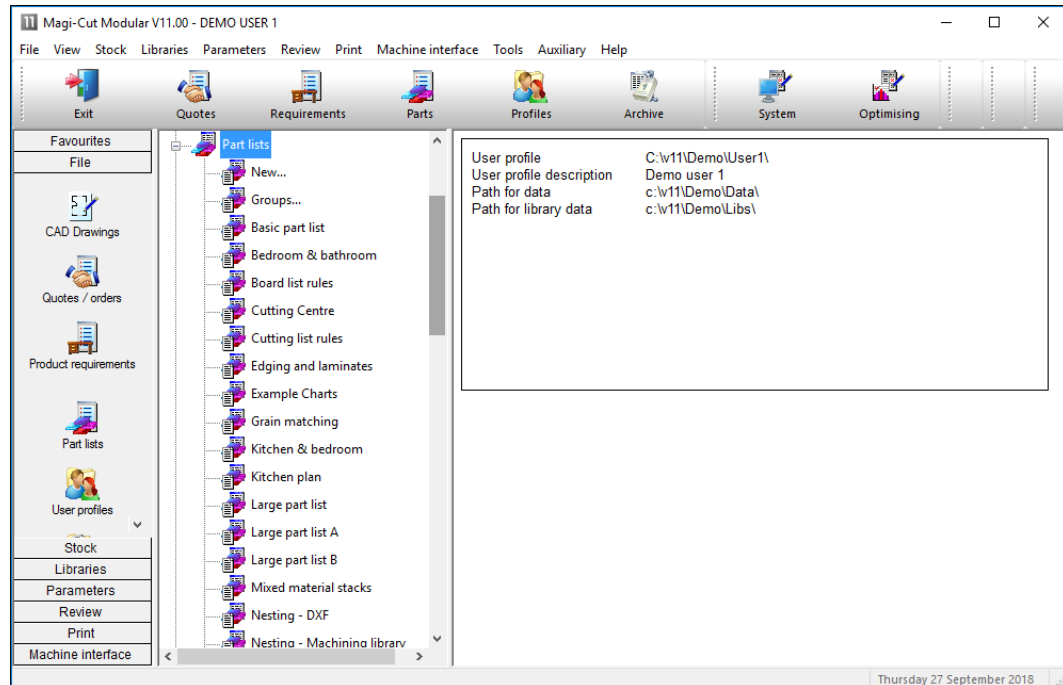 11 Magi-Cut Modular V11.00 - DEMO USER 1
File View Stock Libraries Parameters Review Print Machine interface Tools Auxiliary Help
Exit Quotes Requirements Parts Profiles Archive System Optimising
Favourites
File
CAD Drawings
Quotes / orders
Product requirements
Part lists
User profiles
Stock
Libraries
Parameters
Review
Print
Machine interface
Part lists
New...
Groups...
Basic part list
Bedroom & bathroom
Board list rules
Cutting Centre
Cutting list rules
Edging and laminates
Example Charts
Grain matching
Kitchen & bedroom
Kitchen plan
Large part list
Large part list A
Large part list B
Mixed material stacks
Nesting - DXF
Nesting - Machining library
User profile C:\v11\Demo\User1\
User profile description Demo user 1
Path for data c:\v11\Demo\Data\
Path for library data c:\v11\Demo\Libs\
Thursday 27 September 2018